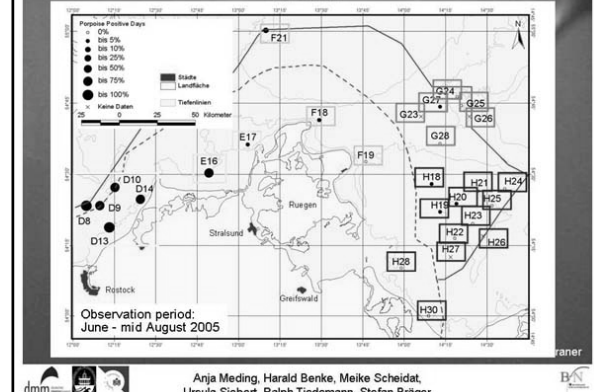 Porpoise Positive Days
0%
bis 5%
bis 10%
bis 25%
bis 50%
bis 75%
bis 100%
Keine Daten
Städte
Landfläche
Tiefenlinien
25 0 25 50 Kilometer
N
F21
G24
G27
G25
G23
G26
F18
G28
E17
F19
E16
H18
H21
H24
D10
D14
H20
H25
D8
D9
H19
Ruegen
H23
D13
Stralsund
H22
H26
H27
H28
Rostock
Greifswald
H30
Observation period:
June - mid August 2005
raner
Anja Meding, Harald Benke, Meike Scheidat,
Ursula Siebert, Ralph Tiedemann, Stefan Bräger
dmm
BfN